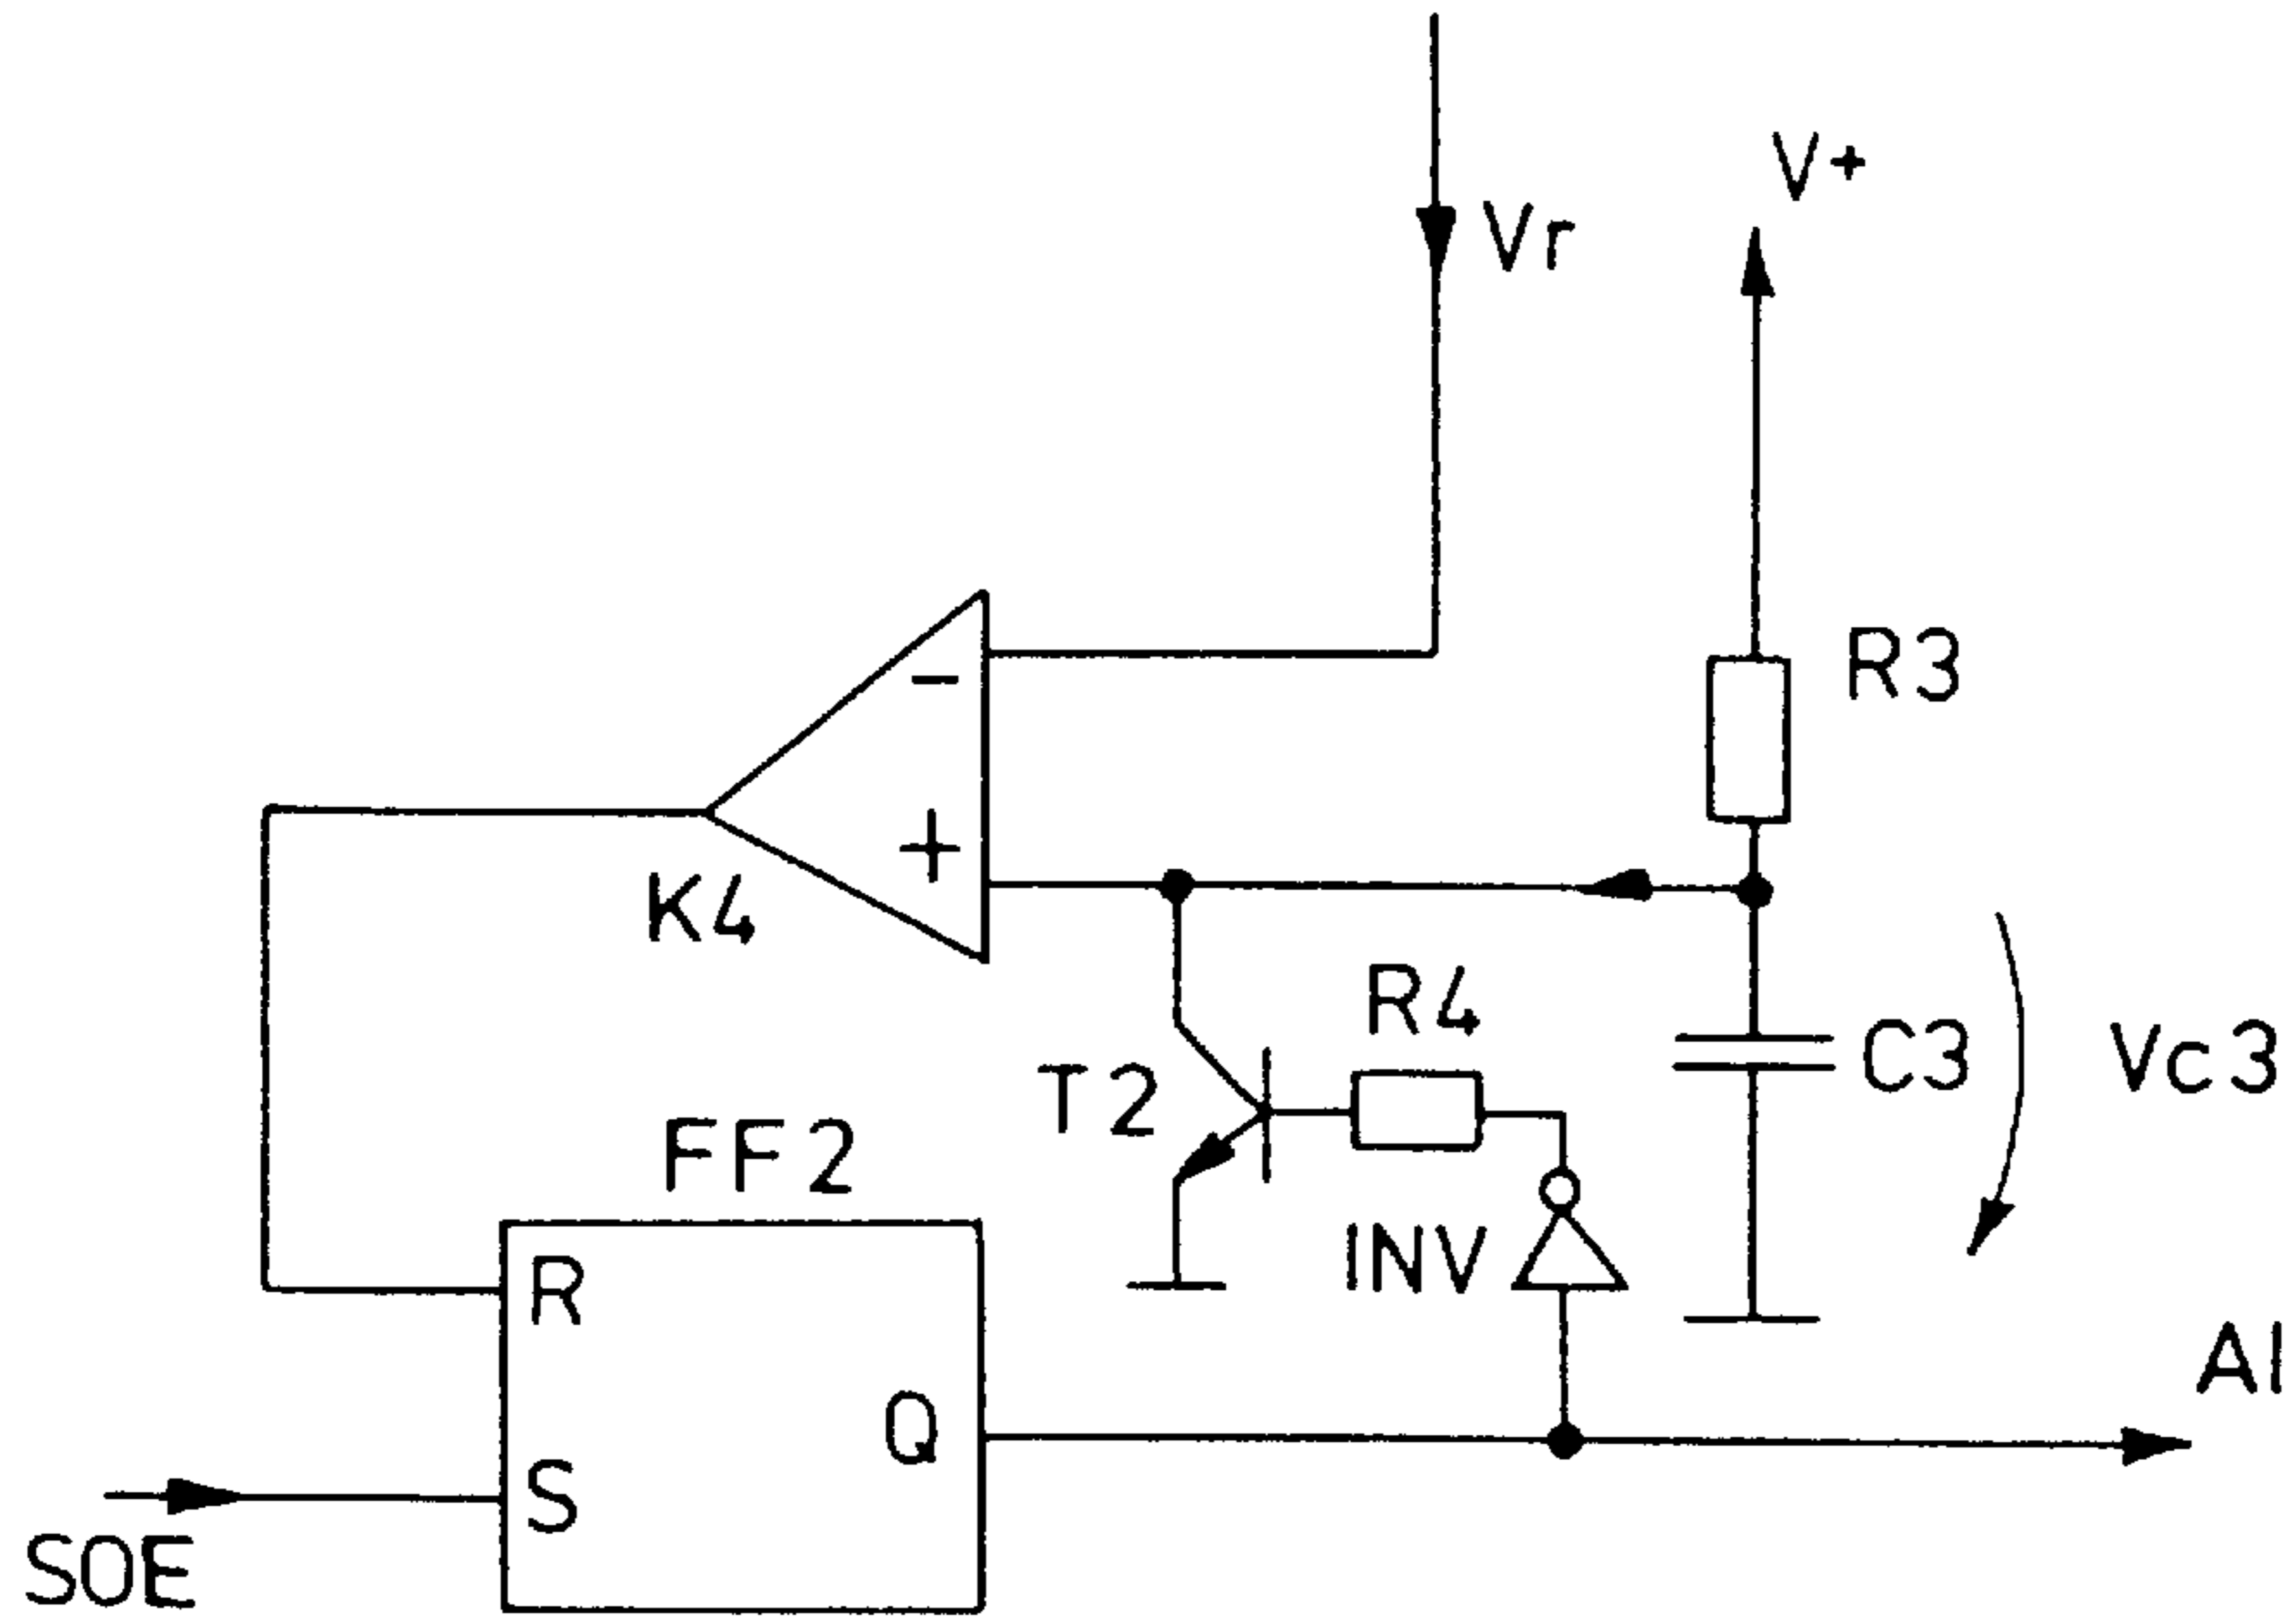 V+
Vr
R3
-
+
K4
R4
C3
Vc3
T2
FF2
INV
R
AI
Q
S
SOE